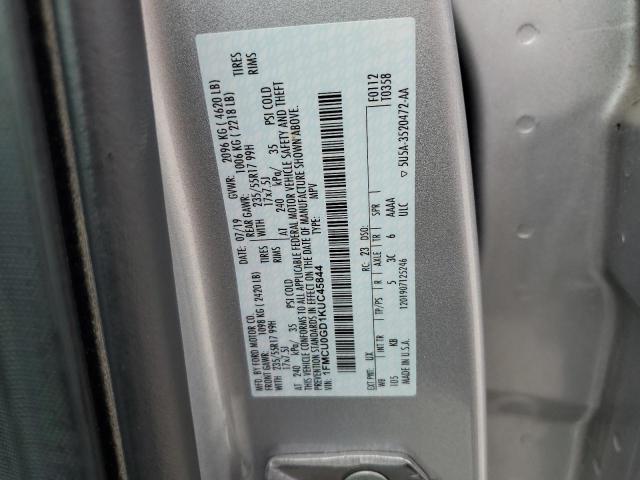 MFD. BY FORD MOTOR CO.
DATE: 07/19 GVWR: 2096 KG ( 4620 LB)
FRONT GAWR: 1098 KG ( 2420 LB) REAR GAWR: 1006 KG ( 2218 LB)
235/55R17 99H TIRES 235/55R17 99H TIRES
17x7.5J RIMS 17x7.5J RIMS
AT 240 kPa/ 35 PSI COLD AT 240 kPa/ 35 PSI COLD
THIS VEHICLE CONFORMS TO ALL APPLICABLE FEDERAL MOTOR VEHICLE SAFETY AND THEFT
PREVENTION STANDARDS IN EFFECT ON THE DATE OF MANUFACTURE SHOWN ABOVE.
VIN: 1FMCU0GD1KUC45844 TYPE: MPV
F0112
T0358
EXT PNT: UX RC: 23 DSO:
WB INT TR TP/PS R AXLE TR SPR
105 KB 5 3C 6 AAAA
MADE IN U.S.A. 1201907125246 ULC
▽ 5U5A-3520472-AA